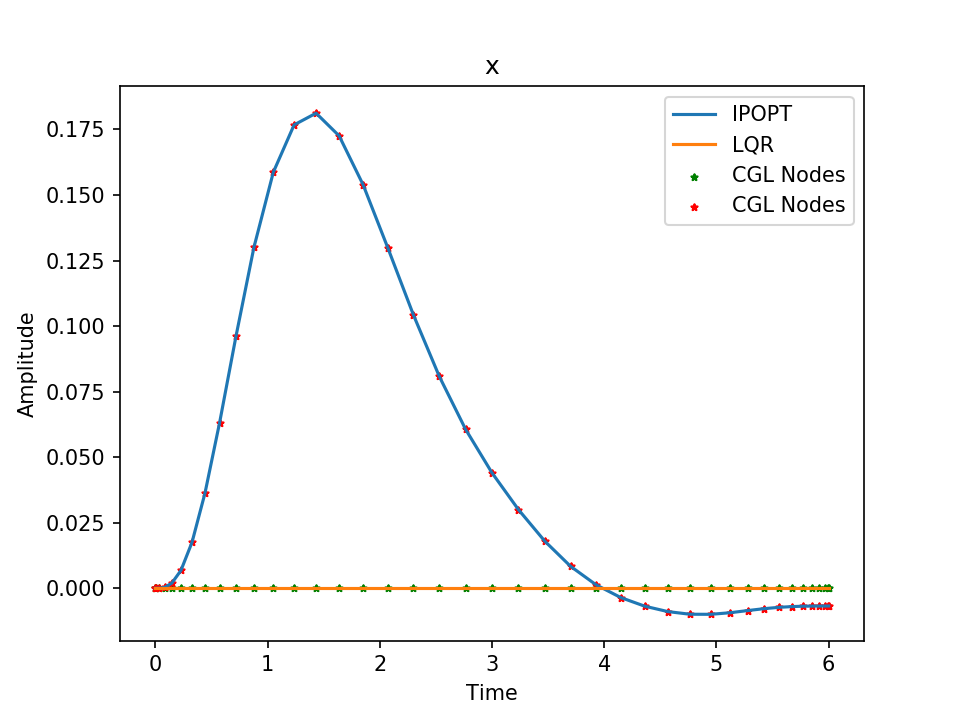 x
IPOPT
LQR
CGL Nodes
CGL Nodes
Amplitude
0.175
0.150
0.125
0.100
0.075
0.050
0.025
0.000
0 1 2 3 4 5 6
Time